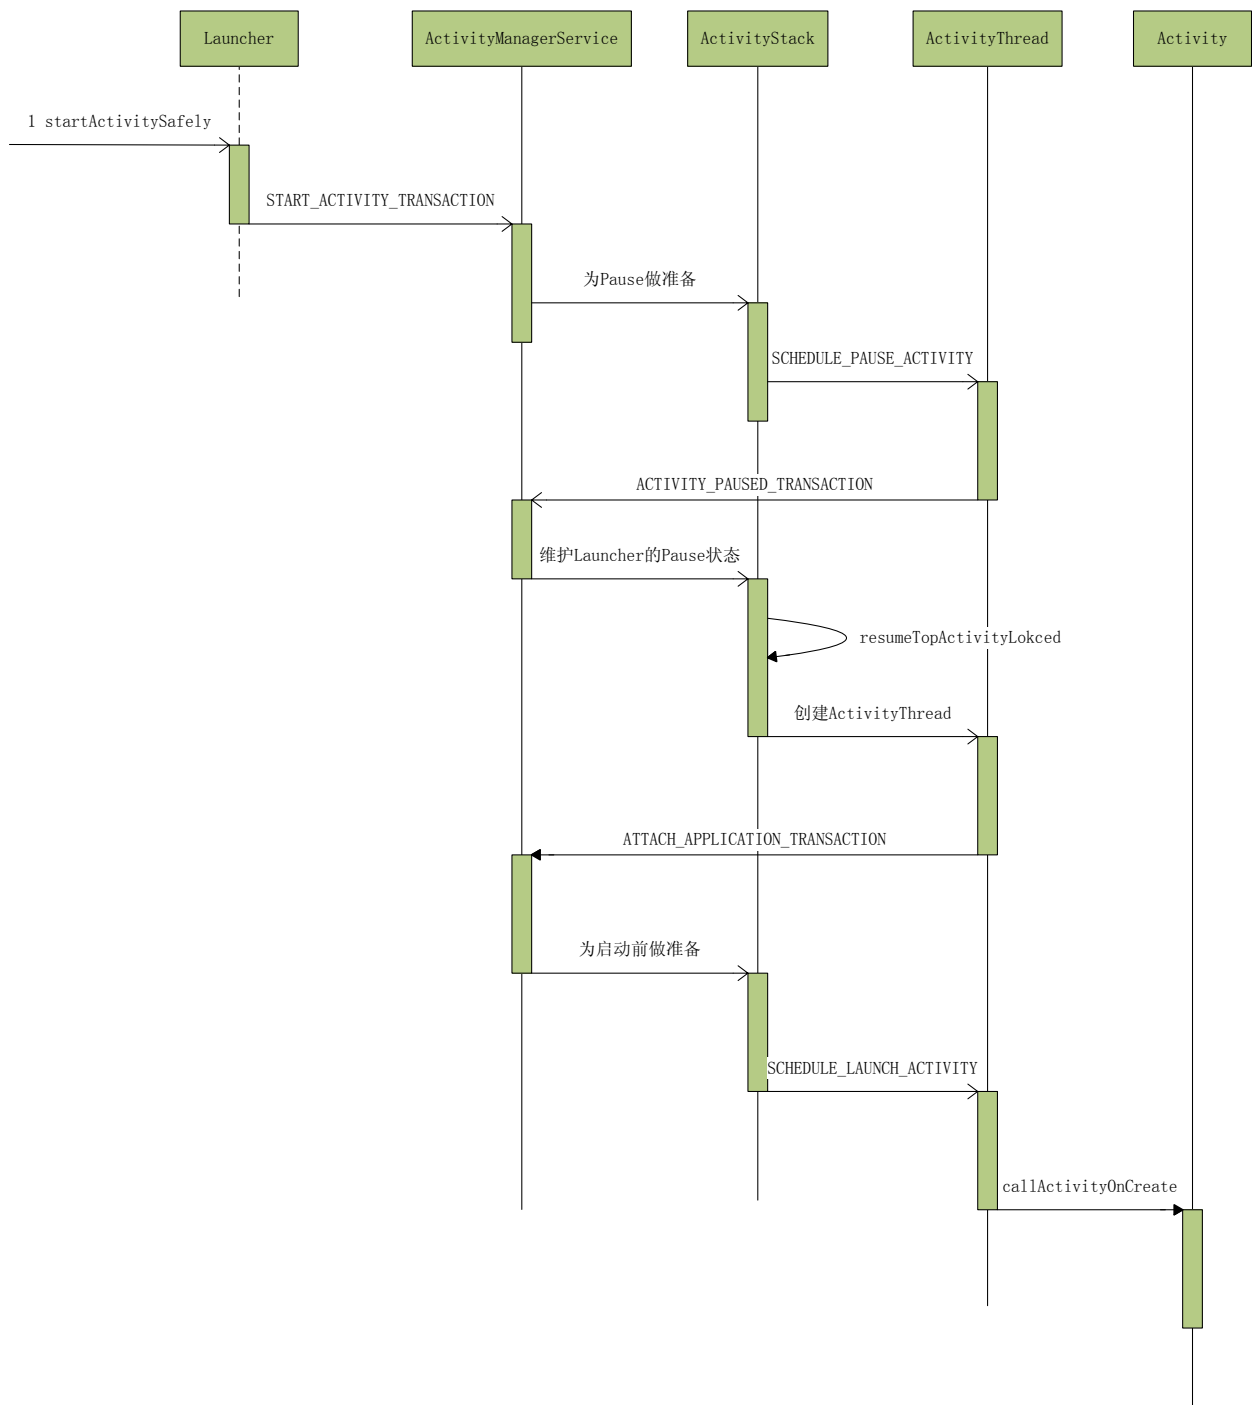 Launcher
ActivityManagerService
ActivityStack
ActivityThread
Activity
1 startActivitySafely
START_ACTIVITY_TRANSACTION
为Pause做准备
SCHEDULE_PAUSE_ACTIVITY
ACTIVITY_PAUSED_TRANSACTION
维护Launcher的Pause状态
resumeTopActivityLokced
创建ActivityThread
ATTACH_APPLICATION_TRANSACTION
为启动前做准备
SCHEDULE_LAUNCH_ACTIVITY
callActivityOnCreate